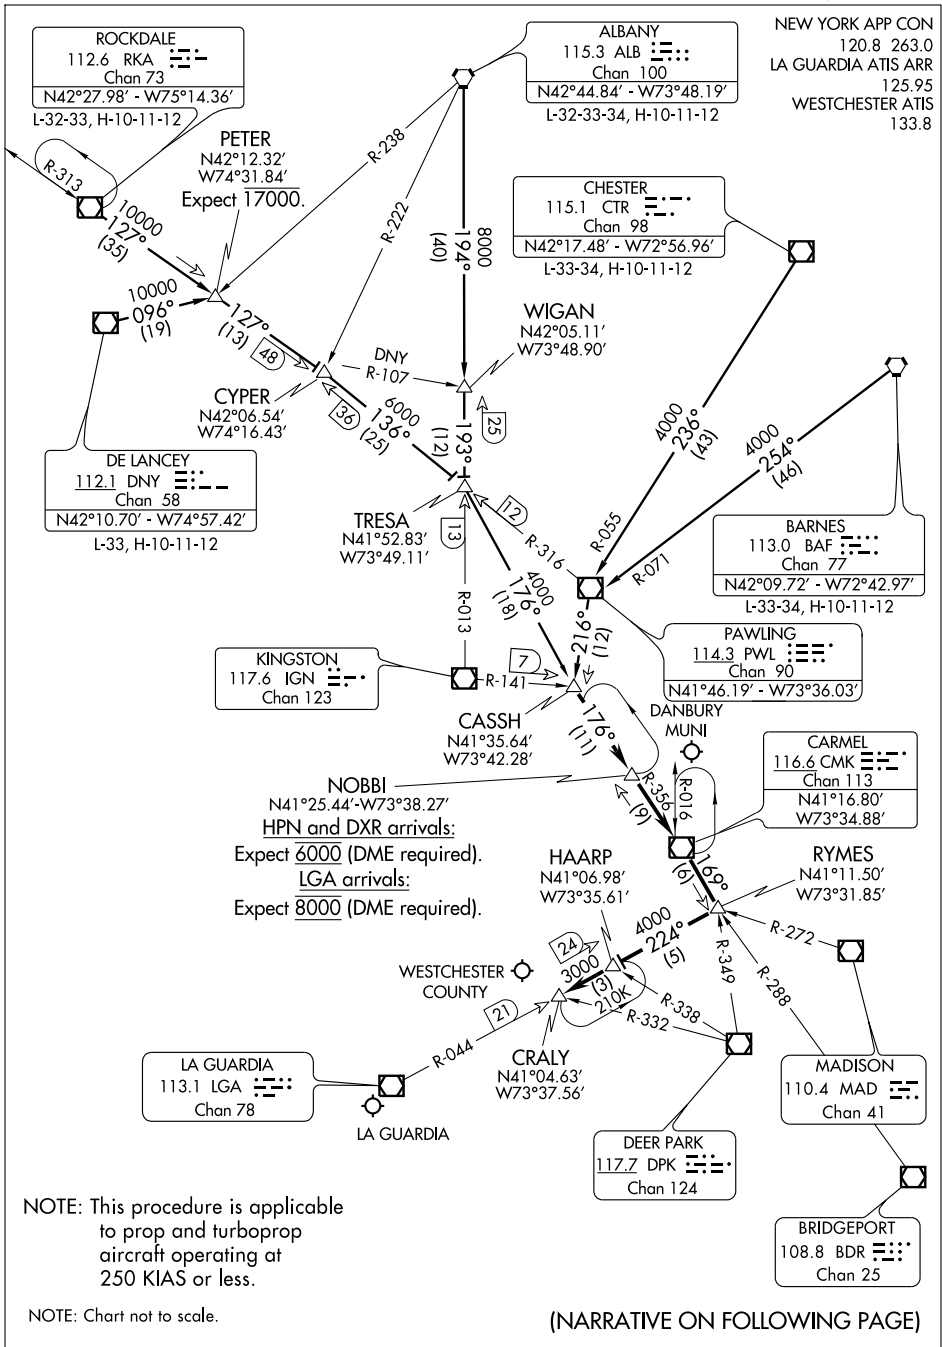 ROCKDALE
112.6 RKA
Chan 73
N42°27.98' - W75°14.36'
L-32-33, H-10-11-12
ALBANY
115.3 ALB
Chan 100
N42°44.84' - W73°48.19'
L-32-33-34, H-10-11-12
NEW YORK APP CON
120.8 263.0
LA GUARDIA ATIS ARR
125.95
WESTCHESTER ATIS
133.8
PETER
N42°12.32'
W74°31.84'
Expect 17000.
R-313
R-238
R-222
10000
127°
(35)
8000
194°
(40)
CHESTER
115.1 CTR
Chan 98
N42°17.48' - W72°56.96'
L-33-34, H-10-11-12
10000
096°
(19)
127°
(13)
48
DNY
R-107
WIGAN
N42°05.11'
W73°48.90'
CYPER
N42°06.54'
W74°16.43'
36
6000
136°
(25)
193°
(12)
25
4000
236°
(43)
4000
254°
(46)
DE LANCEY
112.1 DNY
Chan 58
N42°10.70' - W74°57.42'
L-33, H-10-11-12
TRESA
N41°52.83'
W73°49.11'
13
12
R-316
R-055
R-071
BARNES
113.0 BAF
Chan 77
N42°09.72' - W72°42.97'
L-33-34, H-10-11-12
R-013
4000
176°
(18)
216°
(12)
PAWLING
114.3 PWL
Chan 90
N41°46.19' - W73°36.03'
KINGSTON
117.6 IGN
Chan 123
R-141
7
CASSH
N41°35.64'
W73°42.28'
176°
(11)
DANBURY
MUNI
NOBBI
N41°25.44'-W73°38.27'
HPN and DXR arrivals:
Expect 6000 (DME required).
LGA arrivals:
Expect 8000 (DME required).
R-356
(9)
R-016
CARMEL
116.6 CMK
Chan 113
N41°16.80'
W73°34.88'
HAARP
N41°06.98'
W73°35.61'
169°
(6)
RYMES
N41°11.50'
W73°31.85'
4000
224°
(5)
R-272
R-349
R-288
WESTCHESTER
COUNTY
24
3000
(3)
210K
R-338
R-332
21
R-044
CRALY
N41°04.63'
W73°37.56'
LA GUARDIA
113.1 LGA
Chan 78
LA GUARDIA
MADISON
110.4 MAD
Chan 41
DEER PARK
117.7 DPK
Chan 124
BRIDGEPORT
108.8 BDR
Chan 25
NOTE: This procedure is applicable
to prop and turboprop
aircraft operating at
250 KIAS or less.
NOTE: Chart not to scale.
(NARRATIVE ON FOLLOWING PAGE)